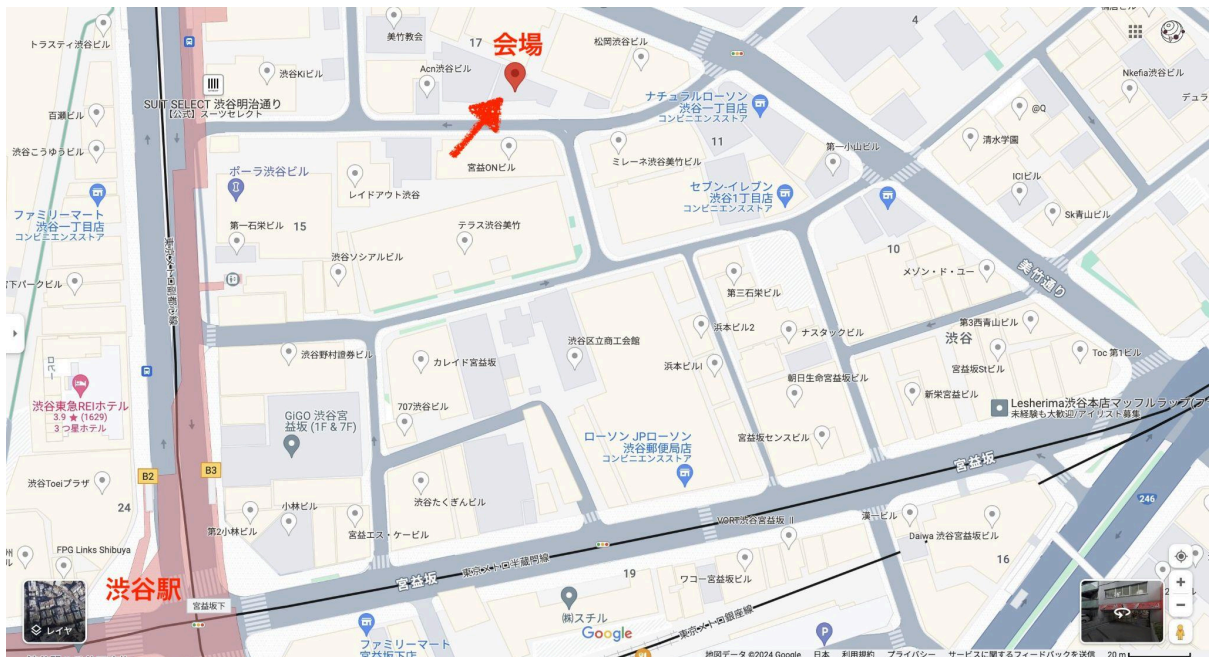 トラスティ渋谷ビル
美竹教会
17
会場
松岡渋谷ビル
4
渋谷Kiビル
Acn渋谷ビル
Nkefia渋谷ビル
デュラ
SUIT SELECT 渋谷明治通り
【公式】スーツセレクト
ナチュラルローソン
渋谷一丁目店
コンビニエンスストア
@Q
百瀬ビル
清水学園
渋谷こうゆうビル
ポーラ渋谷ビル
宮益ONビル
ミレーネ渋谷美竹ビル
11
第一小山ビル
ICIビル
レイドアウト渋谷
セブン-イレブン
渋谷1丁目店
コンビニエンスストア
ファミリーマート
渋谷一丁目店
コンビニエンスストア
Sk青山ビル
第一石栄ビル
15
テラス渋谷美竹
10
渋谷ソシアルビル
メゾン・ド・ユー
美竹通り
下パークビル
第三石栄ビル
第3西青山ビル
浜本ビル2
ナスタックビル
渋谷
渋谷区立商工会館
渋谷野村證券ビル
カレイド宮益坂
浜本ビルI
宮益坂Stビル
Toc 第1ビル
朝日生命宮益坂ビル
新栄宮益ビル
渋谷東急REIホテル
3.9 ★ (1629)
3 つ星ホテル
707渋谷ビル
GiGO 渋谷宮
益坂 (1F & 7F)
Lesherima渋谷本店マッフルラップ(フ
未経験も大歓迎/アイリスト募集
ローソン JPローソン
渋谷郵便局店
コンビニエンスストア
宮益坂センスビル
宮益坂
B2
B3
渋谷Toeiプラザ
24
渋谷たくぎんビル
小林ビル
第2小林ビル
宮益エス・ケービル
VORT渋谷宮益坂 II
漢一ビル
Daiwa 渋谷宮益坂ビル
246
FPG Links Shibuya
16
宮益坂
東京メトロ半蔵門線
19
ワコー宮益坂ビル
渋谷駅
宮益坂下
㈱スチル
東京メトロ銀座線
レイヤ
ファミリーマート
宮益坂下店
Google
P
地図データ ©2024 Google 日本 利用規約 プライバシー サービスに関するフィードバックを送信 20 m